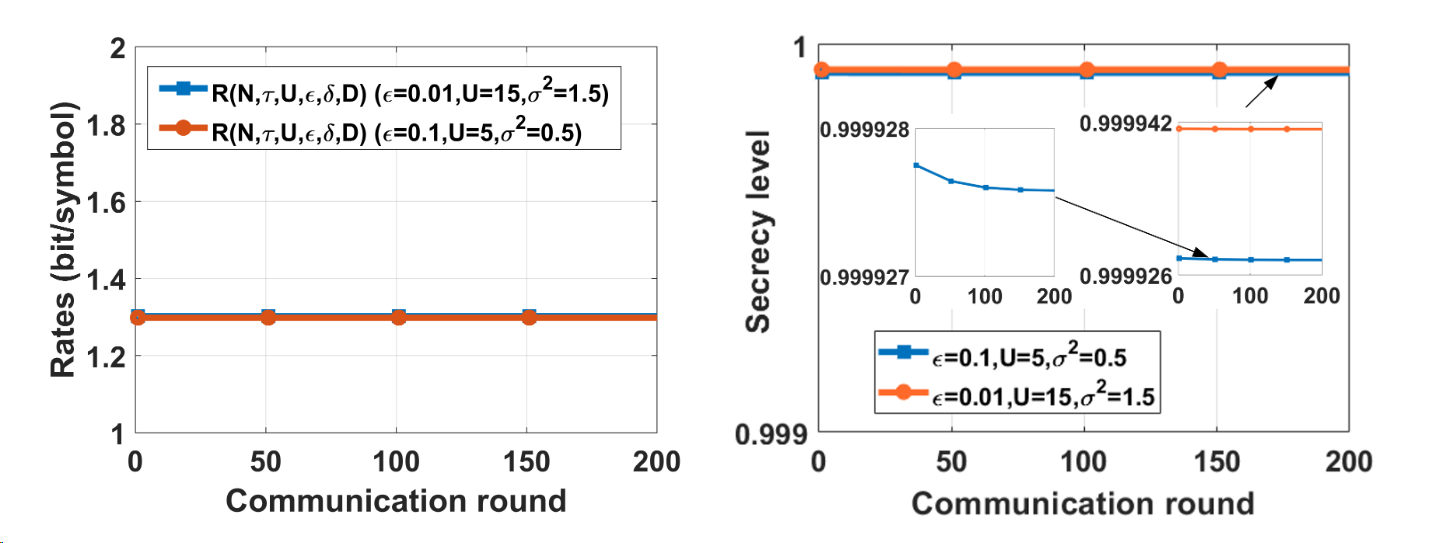 2
1.8
1.6
1.4
1.2
1
Rates (bit/symbol)
R(N,τ,U,ϵ,δ,D) (ϵ=0.01,U=15,σ²=1.5)
R(N,τ,U,ϵ,δ,D) (ϵ=0.1,U=5,σ²=0.5)
0 50 100 150 200
Communication round
1
0.999
Secrecy level
0.999928
0.999927
0 100 200
0.999942
0.999926
0 100 200
ϵ=0.1,U=5,σ²=0.5
ϵ=0.01,U=15,σ²=1.5
0 50 100 150 200
Communication round